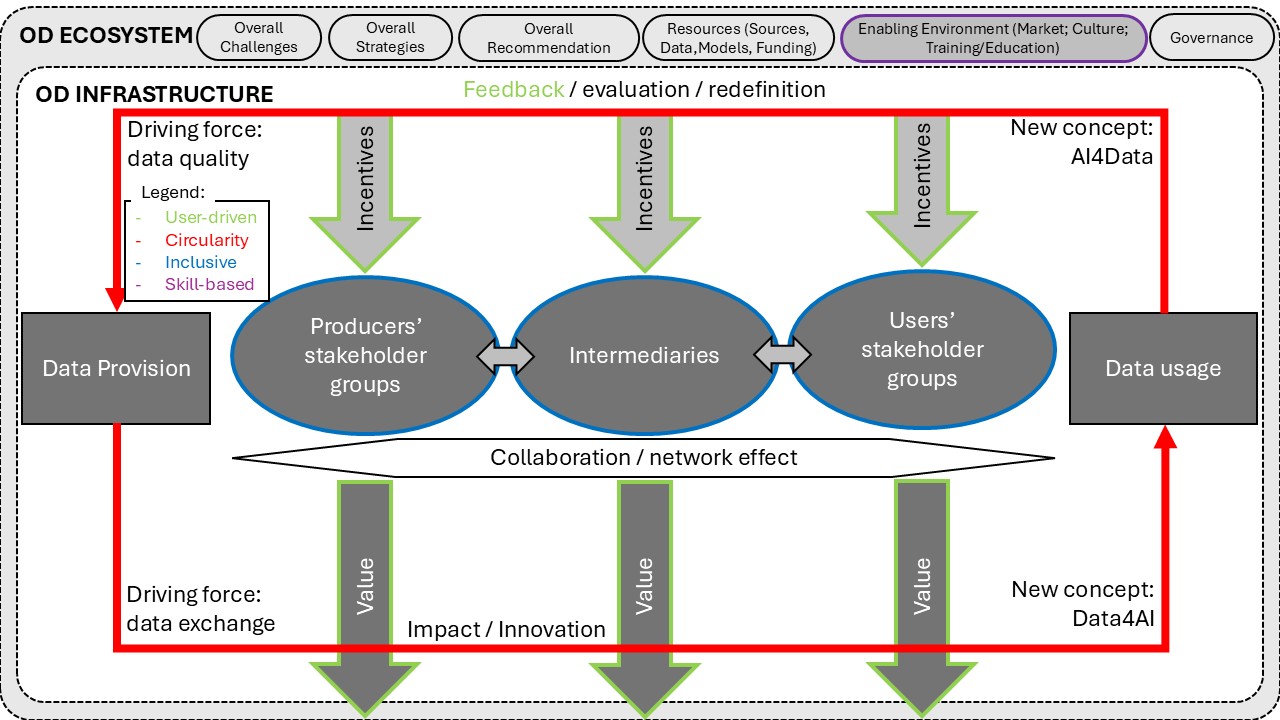 OD ECOSYSTEM
Overall
Challenges
Overall
Strategies
Overall
Recommendation
Resources (Sources,
Data,Models, Funding)
Enabling Environment (Market; Culture;
Training/Education)
Governance
OD INFRASTRUCTURE
Feedback / evaluation / redefinition
Driving force:
data quality
Incentives
Incentives
Incentives
New concept:
AI4Data
Legend:
- User-driven
- Circularity
- Inclusive
- Skill-based
Data Provision
Producers’
stakeholder
groups
Intermediaries
Users’
stakeholder
groups
Data usage
Collaboration / network effect
Value
Value
Value
Driving force:
data exchange
Impact / Innovation
New concept:
Data4AI